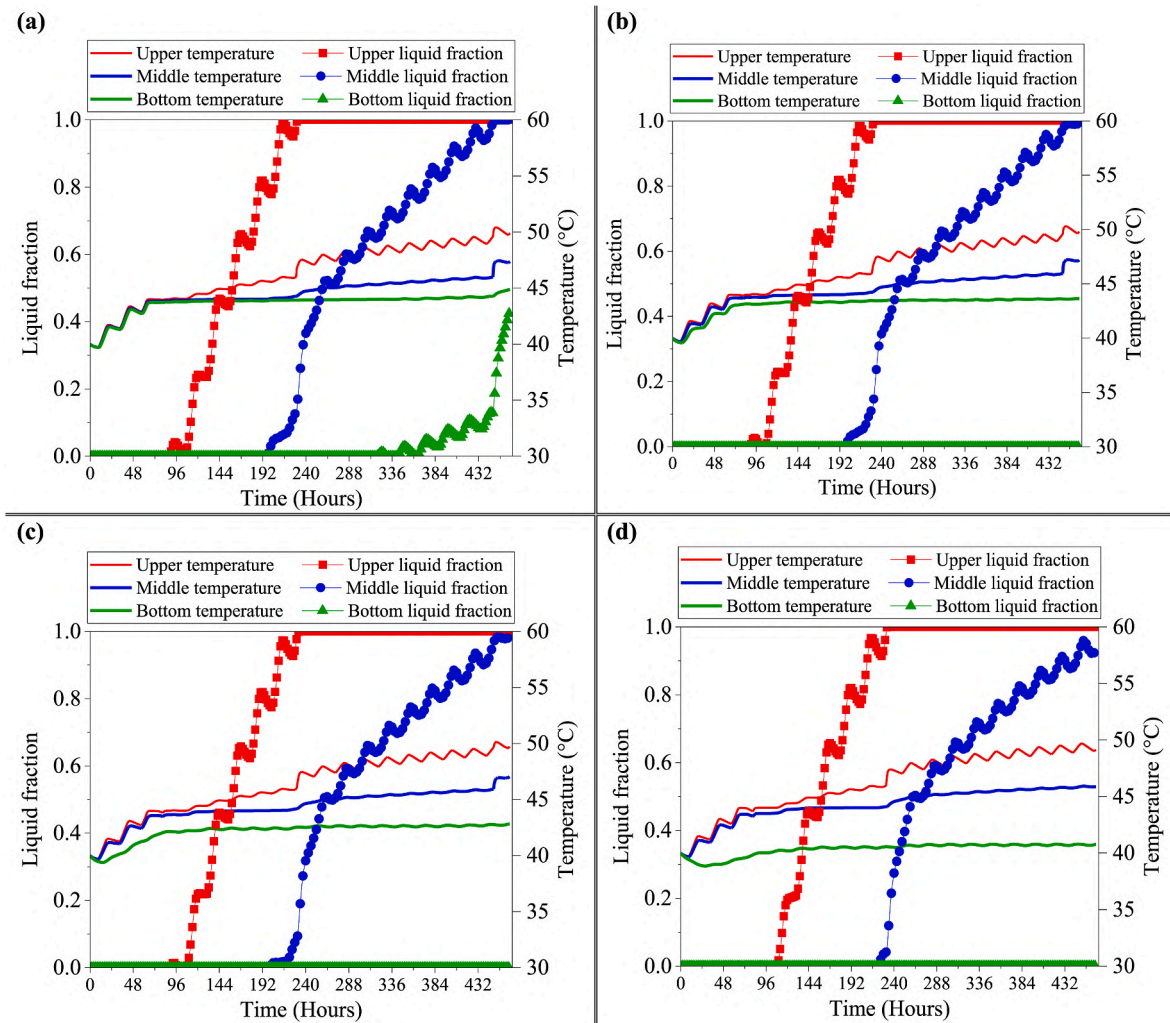 (a)
Upper temperature Upper liquid fraction
Middle temperature Middle liquid fraction
Bottom temperature Bottom liquid fraction
1.0 60
55
0.8
50
0.6
45
0.4
40
0.2
35
0.0 30
0 48 96 144 192 240 288 336 384 432
Liquid fraction
Temperature (°C)
Time (Hours)
(b)
Upper temperature Upper liquid fraction
Middle temperature Middle liquid fraction
Bottom temperature Bottom liquid fraction
1.0 60
55
0.8
50
0.6
45
0.4
40
0.2
35
0.0 30
0 48 96 144 192 240 288 336 384 432
Liquid fraction
Temperature (°C)
Time (Hours)
(c)
Upper temperature Upper liquid fraction
Middle temperature Middle liquid fraction
Bottom temperature Bottom liquid fraction
1.0 60
55
0.8
50
0.6
45
0.4
40
0.2
35
0.0 30
0 48 96 144 192 240 288 336 384 432
Liquid fraction
Temperature (°C)
Time (Hours)
(d)
Upper temperature Upper liquid fraction
Middle temperature Middle liquid fraction
Bottom temperature Bottom liquid fraction
1.0 60
55
0.8
50
0.6
45
0.4
40
0.2
35
0.0 30
0 48 96 144 192 240 288 336 384 432
Liquid fraction
Temperature (°C)
Time (Hours)